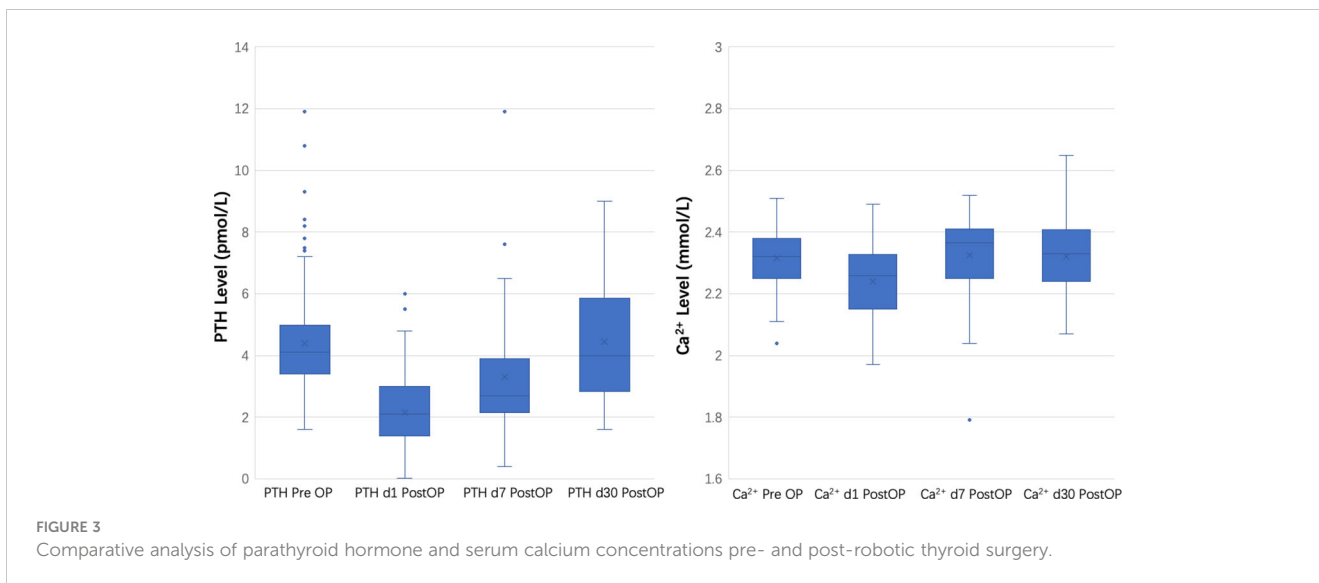 14
12
10
8
6
4
2
0
PTH Level (pmol/L)
PTH Pre OP PTH d1 PostOP PTH d7 PostOP PTH d30 PostOP
3
2.8
2.6
2.4
2.2
2
1.8
1.6
Ca²⁺ Level (mmol/L)
Ca²⁺ Pre OP Ca²⁺ d1 PostOP Ca²⁺ d7 PostOP Ca²⁺ d30 PostOP
FIGURE 3
Comparative analysis of parathyroid hormone and serum calcium concentrations pre- and post-robotic thyroid surgery.